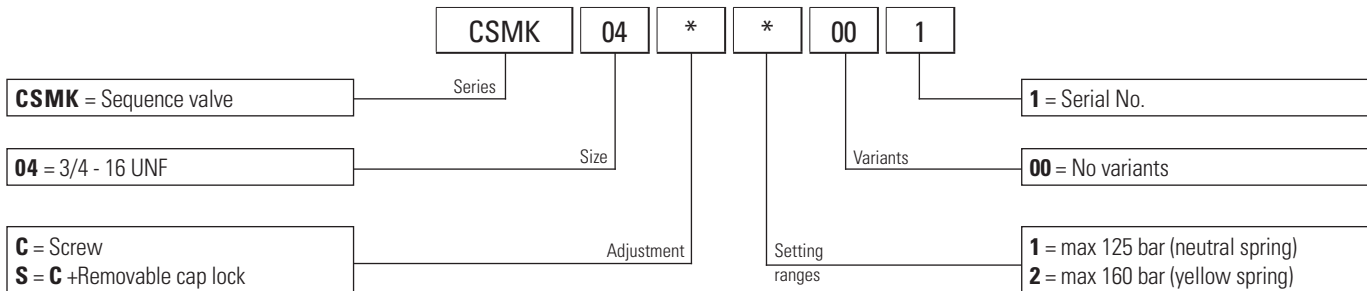 CSMK 04 * * 00 1
Series
CSMK = Sequence valve
1 = Serial No.
Size
Variants
04 = 3/4 - 16 UNF
00 = No variants
Adjustment
Setting
ranges
C = Screw
S = C +Removable cap lock
1 = max 125 bar (neutral spring)
2 = max 160 bar (yellow spring)